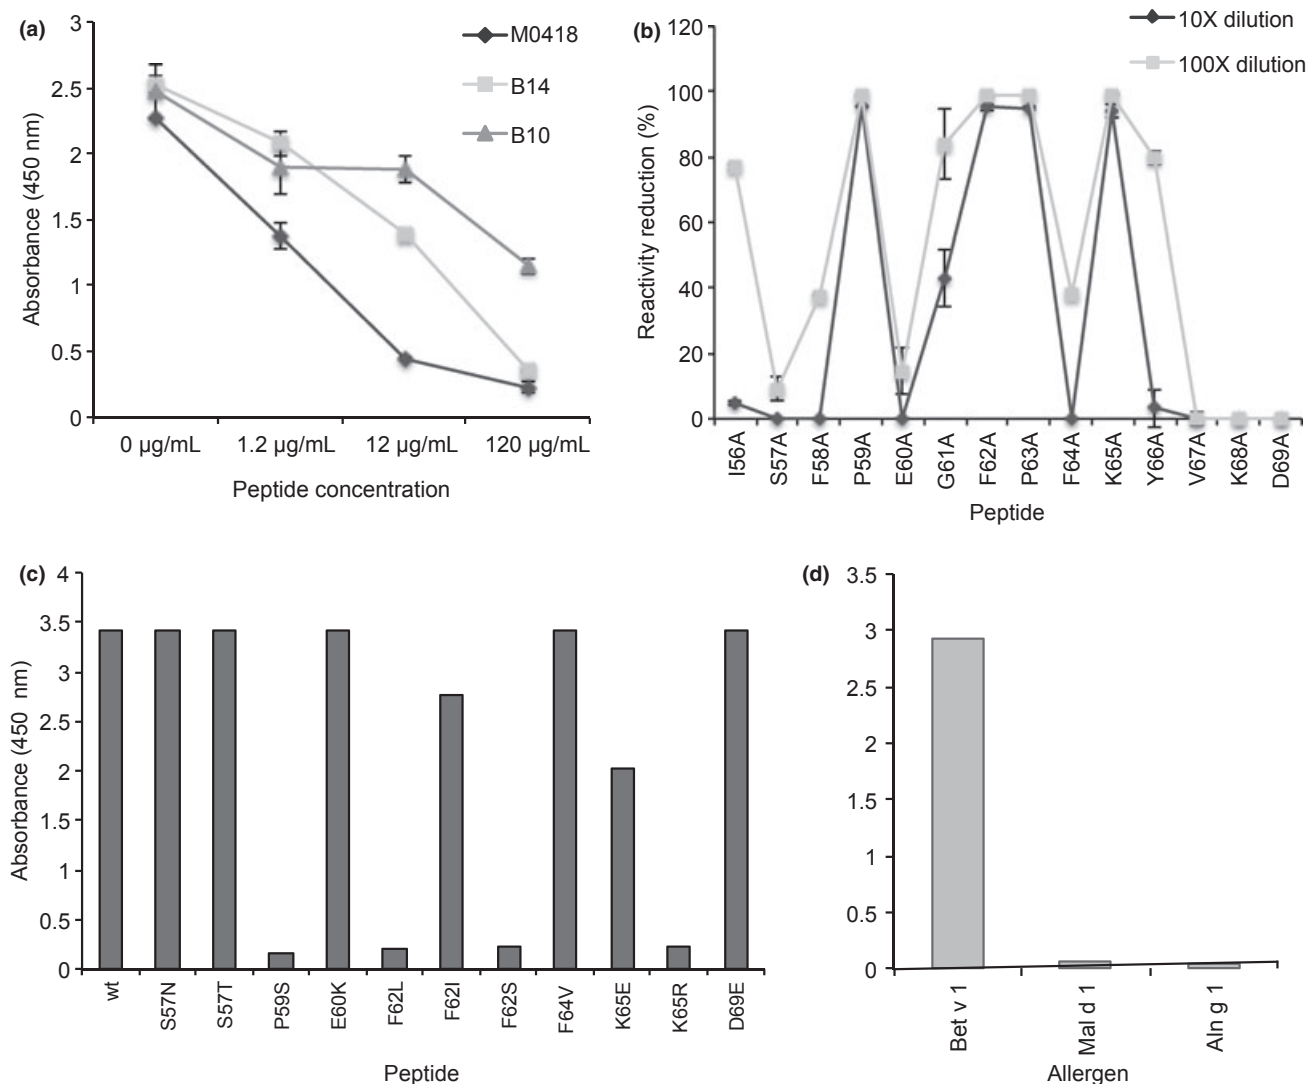 (a)
3
2.5
2
1.5
1
0.5
0
Absorbance (450 nm)
M0418
B14
B10
0 µg/mL 1.2 µg/mL 12 µg/mL 120 µg/mL
Peptide concentration
(b)
120
100
80
60
40
20
0
Reactivity reduction (%)
10X dilution
100X dilution
I56A
S57A
F58A
P59A
E60A
G61A
F62A
P63A
F64A
K65A
Y66A
V67A
K68A
D69A
Peptide
(c)
4
3.5
3
2.5
2
1.5
1
0.5
0
Absorbance (450 nm)
wt
S57N
S57T
P59S
E60K
F62L
F62I
F62S
F64V
K65E
K65R
D69E
Peptide
(d)
3.5
3
2.5
2
1.5
1
0.5
0
Bet v 1
Mal d 1
Aln g 1
Allergen